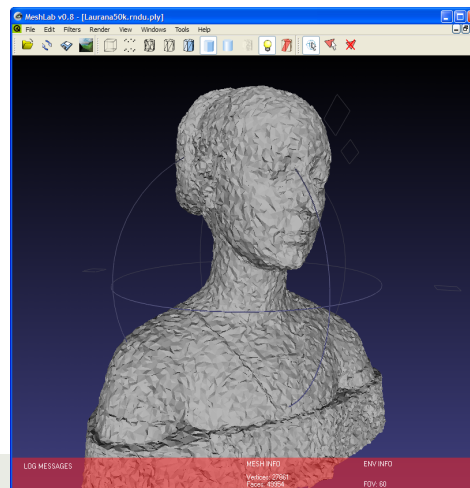 MeshLab v0.8 - [Laurana50k.rndu.ply]
File Edit Filters Render View Windows Tools Help
LOG MESSAGES MESH INFO ENV INFO
Vertices: 27861
Faces: 49954 FOV: 60